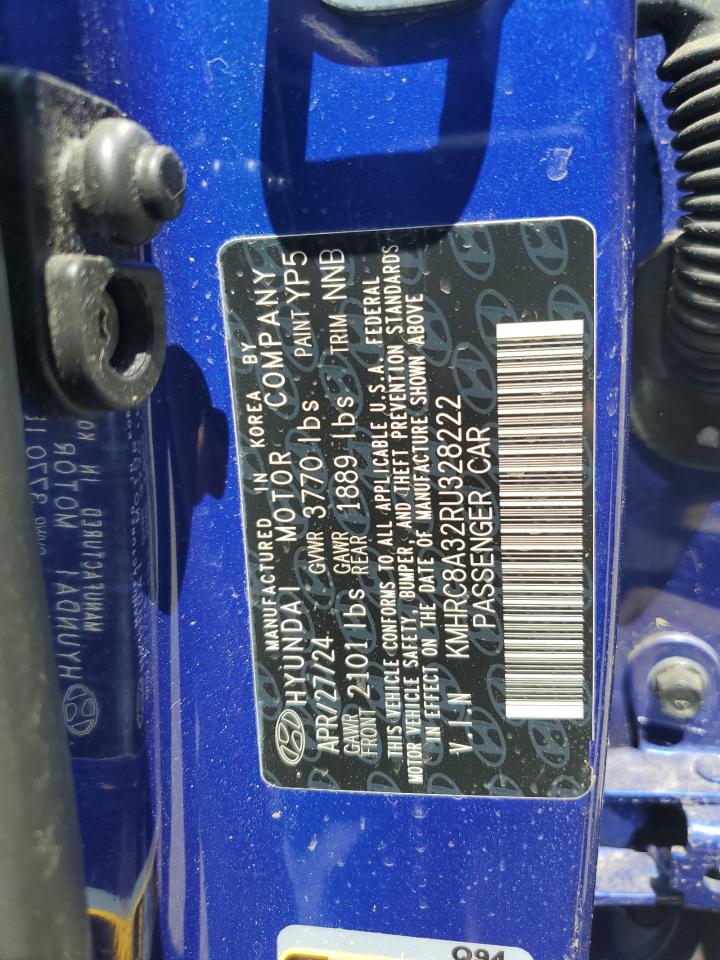 MANUFACTURED IN KOREA BY
HYUNDAI MOTOR COMPANY
APR/27/24 GVWR 3770 lbs PAINT YP5
GAWR FRONT 2101 lbs GAWR REAR 1889 lbs TRIM NNB
THIS VEHICLE CONFORMS TO ALL APPLICABLE U.S.A. FEDERAL
MOTOR VEHICLE SAFETY, BUMPER AND THEFT PREVENTION STANDARDS
IN EFFECT ON THE DATE OF MANUFACTURE SHOWN ABOVE
V.I.N KMHRC8A32RU328222
PASSENGER CAR
094